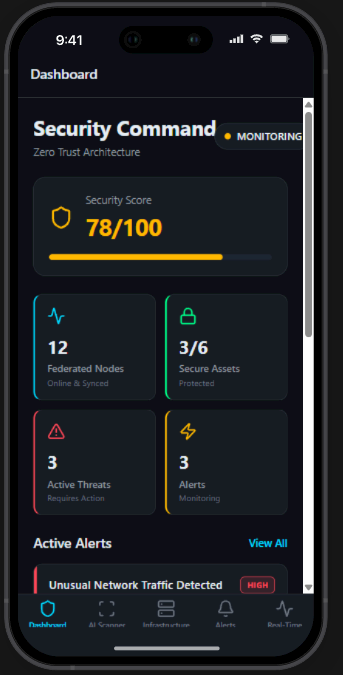 9:41
Dashboard
Security Command
MONITORING
Zero Trust Architecture
Security Score
78/100
12
Federated Nodes
Online & Synced
3/6
Secure Assets
Protected
3
Active Threats
Requires Action
3
Alerts
Monitoring
Active Alerts
View All
Unusual Network Traffic Detected
HIGH
Dashboard
AI Scanner
Infrastructure
Alerts
Real-Time